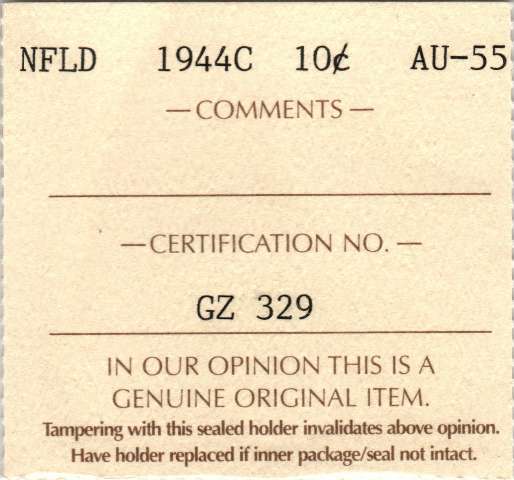 NFLD 1944C 10¢ AU-55
— COMMENTS —
— CERTIFICATION NO. —
GZ 329
IN OUR OPINION THIS IS A
GENUINE ORIGINAL ITEM.
Tampering with this sealed holder invalidates above opinion.
Have holder replaced if inner package/seal not intact.